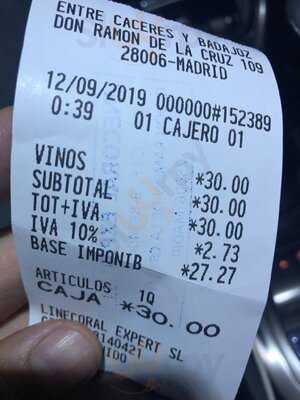 ENTRE CACERES Y BADAJOZ
DON RAMON DE LA CRUZ 109
28006-MADRID
12/09/2019 000000#152389
0:39 01 CAJERO 01
VINOS *30.00
SUBTOTAL *30.00
TOT+IVA *30.00
IVA 10% *2.73
BASE IMPONIB *27.27
ARTICULOS 1Q
CAJA *30.00
LINECORAL EXPERT SL